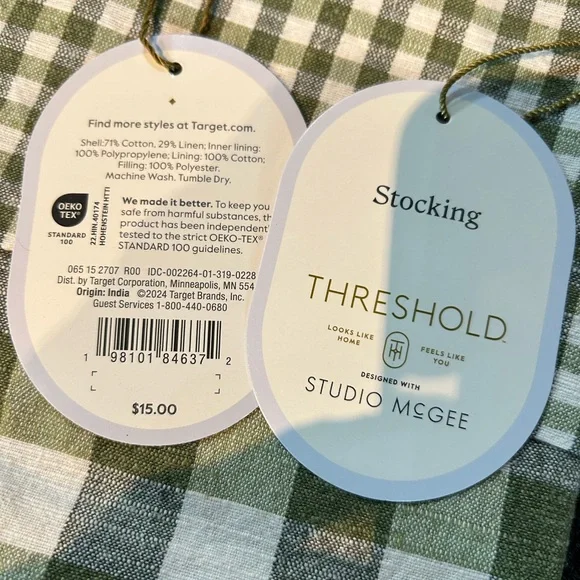 Find more styles at Target.com.
Shell:71% Cotton, 29% Linen; Inner lining:
100% Polypropylene; Lining: 100% Cotton;
Filling: 100% Polyester.
Machine Wash. Tumble Dry.
OEKO
TEX®
STANDARD
100
22.HIN.40174
HOHENSTEIN HTTI
We made it better. To keep you
safe from harmful substances, th
product has been independent
tested to the strict OEKO-TEX®
STANDARD 100 guidelines.
065 15 2707 R00 IDC-002264-01-319-0228
Dist. by Target Corporation, Minneapolis, MN 554
Origin: India ©2024 Target Brands, Inc.
Guest Services 1-800-440-0680
1 98101 84637 2
$15.00
Stocking
THRESHOLD™
LOOKS LIKE
HOME
TH
FEELS LIKE
YOU
DESIGNED WITH
STUDIO McGEE